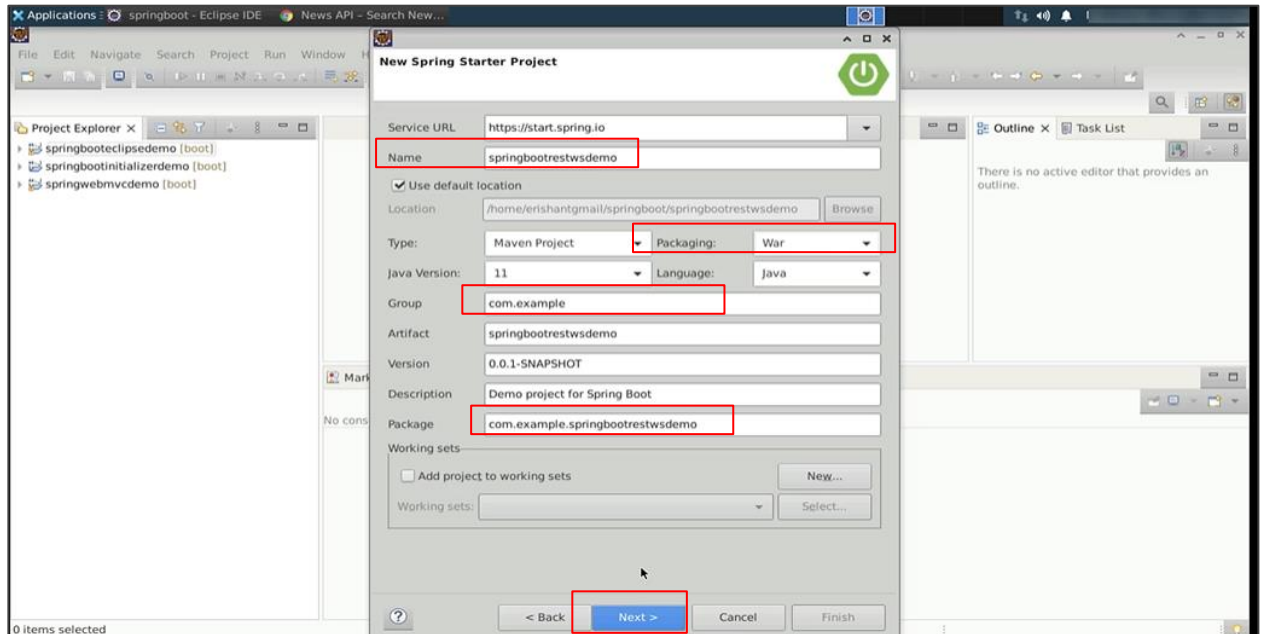 Applications springboot - Eclipse IDE News API - Search New...
File Edit Navigate Search Project Run Window
Project Explorer
springbooteclipsedemo [boot]
springbootinitializerdemo [boot]
springwebmvcdemo [boot]
New Spring Starter Project
Service URL https://start.spring.io
Name springbootrestwsdemo
Use default location
Location /home/erishantgmail/springboot/springbootrestwsdemo Browse
Type: Maven Project Packaging: War
Java Version: 11 Language: Java
Group com.example
Artifact springbootrestwsdemo
Version 0.0.1-SNAPSHOT
Description Demo project for Spring Boot
Package com.example.springbootrestwsdemo
Working sets
Add project to working sets New...
Working sets: Select...
? < Back Next > Cancel Finish
Outline Task List
There is no active editor that provides an
outline.
Mark
No cons
0 items selected